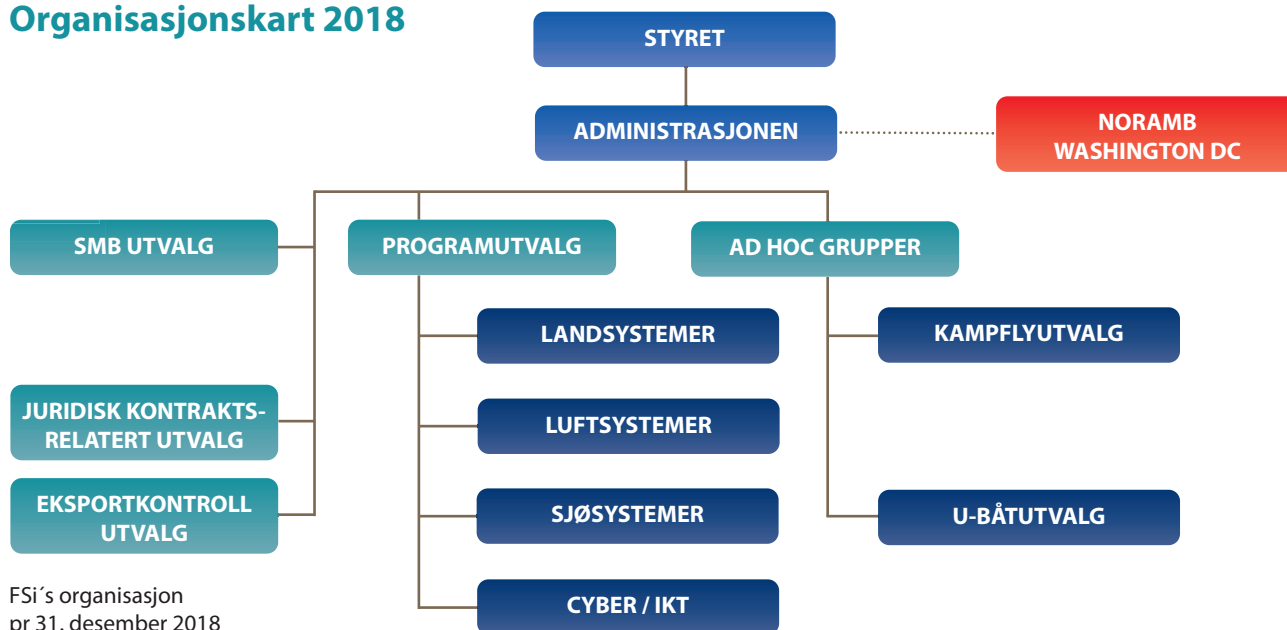 Organisasjonskart 2018
STYRET
ADMINISTRASJONEN
NORAMB
WASHINGTON DC
SMB UTVALG
PROGRAMUTVALG
AD HOC GRUPPER
LANDSYSTEMER
KAMPFLYUTVALG
JURIDISK KONTRAKTS-
RELATERT UTVALG
LUFTSYSTEMER
EKSPORTKONTROLL
UTVALG
SJØSYSTEMER
U-BÅTUTVALG
CYBER / IKT
FSi´s organisasjon
pr 31. desember 2018